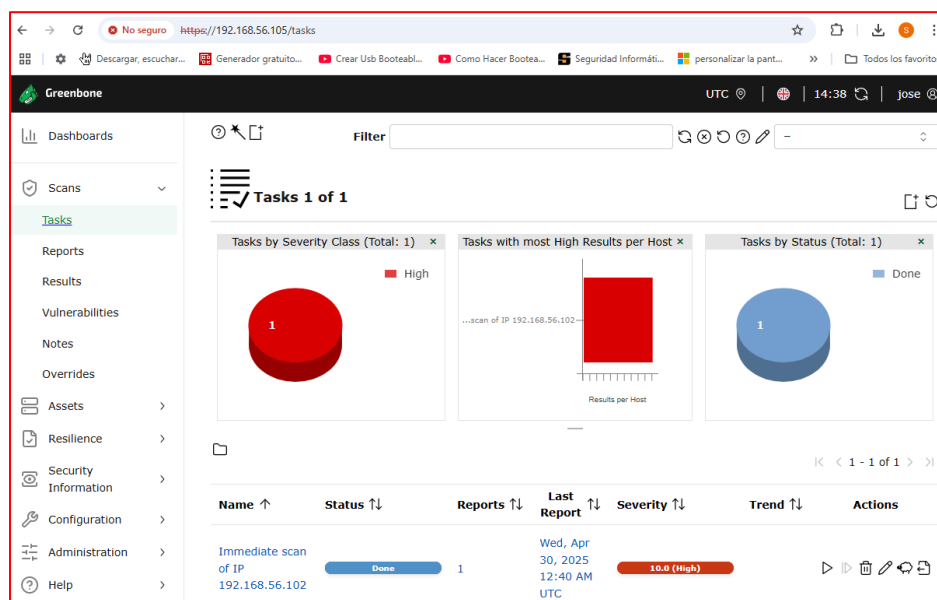 No seguro https://192.168.56.105/tasks S
Descargar, escuchar... Generador gratuito... Crear Usb Booteabl... Como Hacer Bootea... Seguridad Informáti... personalizar la pant... » Todos los favorito
Greenbone UTC 14:38 jose
Dashboards
Filter –
Scans
Tasks 1 of 1
Tasks
Reports
Results
Vulnerabilities
Notes
Overrides
Assets
Resilience
Security
Information
Configuration
Administration
Help
Tasks by Severity Class (Total: 1) ×
High
1
Tasks with most High Results per Host ×
...scan of IP 192.168.56.102
Results per Host
Tasks by Status (Total: 1) ×
Done
1
1 - 1 of 1
Name Status Reports Last Report Severity Trend Actions
Immediate scan
of IP
192.168.56.102
Done
1
Wed, Apr
30, 2025
12:40 AM
UTC
10.0 (High)